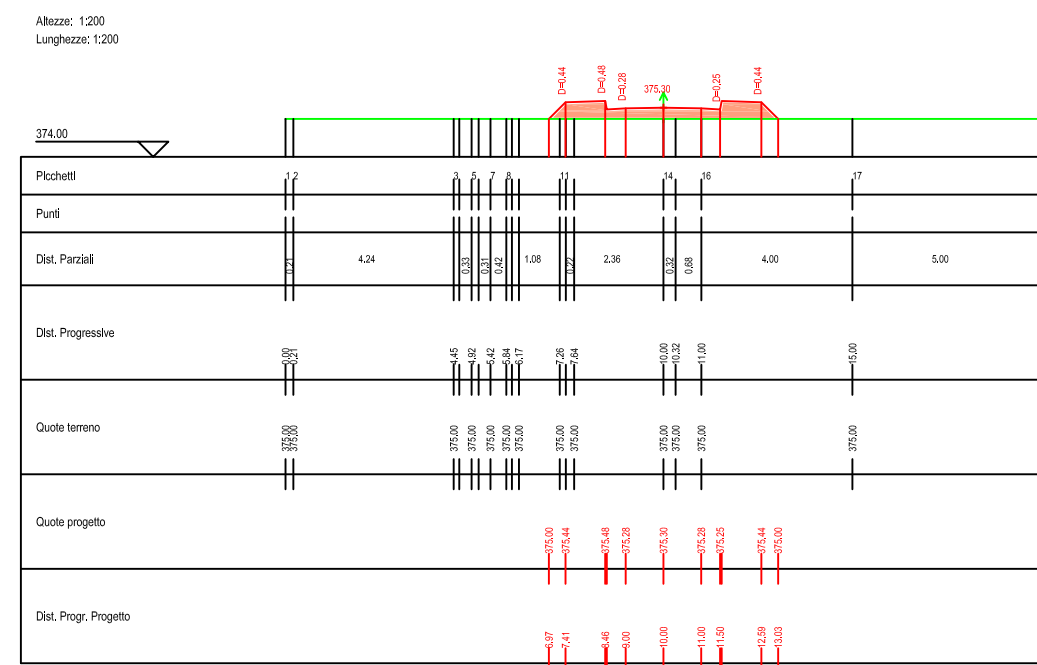 Altezze: 1:200
Lunghezze: 1:200
D=0.44
D=0.48
D=0.28
375.30
D=0.25
D=0.44
374.00
Picchetti 1 2 3 5 7 8 11 14 16 17
Punti
Dist. Parziali 0.21 4.24 0.33 0.31 0.42 1.08 0.22 2.36 0.32 0.68 4.00 5.00
Dist. Progressive 0.00 0.21 4.45 4.92 5.42 5.84 6.17 7.26 7.64 10.00 10.32 11.00 15.00
Quote terreno 375.00 375.00 375.00 375.00 375.00 375.00 375.00 375.00 375.00 375.00 375.00 375.00 375.00
Quote progetto 375.00 375.44 375.48 375.28 375.30 375.28 375.25 375.44 375.00
Dist. Progr. Progetto 6.97 7.41 8.46 9.00 10.00 11.00 11.50 12.59 13.03